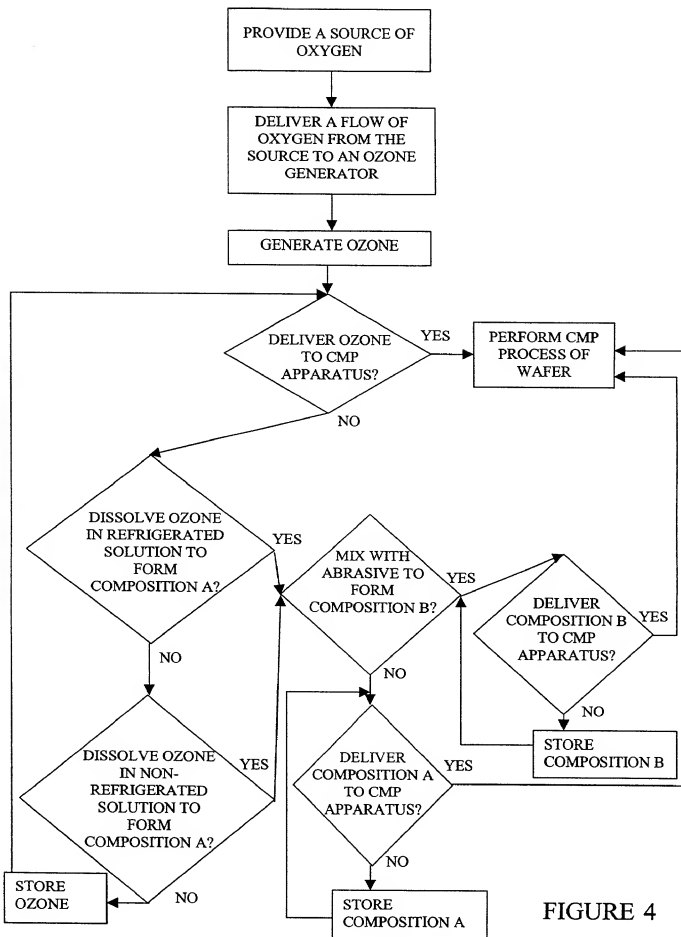 PROVIDE A SOURCE OF
OXYGEN
DELIVER A FLOW OF
OXYGEN FROM THE
SOURCE TO AN OZONE
GENERATOR
GENERATE OZONE
DELIVER OZONE
TO CMP
APPARATUS?
YES
PERFORM CMP
PROCESS OF
WAFER
NO
DISSOLVE OZONE
IN REFRIGERATED
SOLUTION TO
FORM
COMPOSITION A?
YES
MIX WITH
ABRASIVE TO
FORM
COMPOSITION B?
YES
DELIVER
COMPOSITION B
TO CMP
APPARATUS?
YES
NO
NO
NO
STORE
COMPOSITION B
DISSOLVE OZONE
IN NON-
REFRIGERATED
SOLUTION TO
FORM
COMPOSITION A?
YES
DELIVER
COMPOSITION A
TO CMP
APPARATUS?
YES
NO
NO
STORE
OZONE
STORE
COMPOSITION A
FIGURE 4